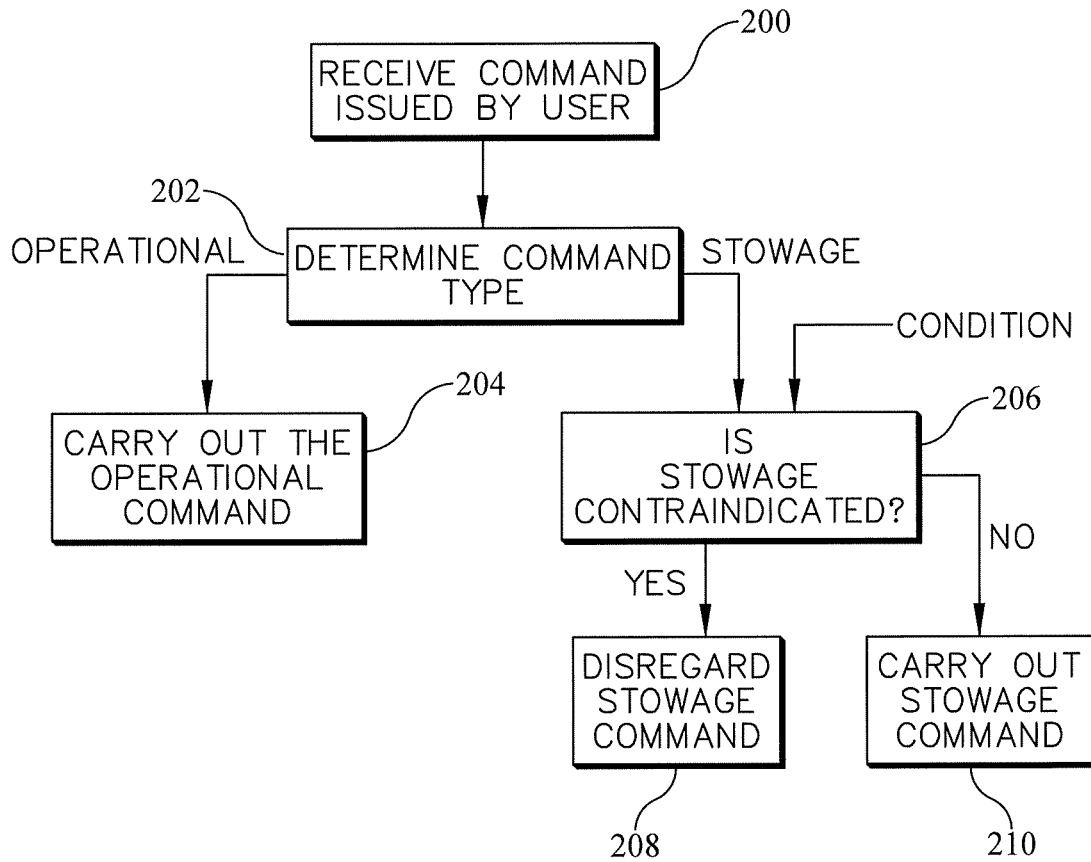 200
RECEIVE COMMAND
ISSUED BY USER
202
OPERATIONAL
DETERMINE COMMAND
TYPE
STOWAGE
CONDITION
204
CARRY OUT THE
OPERATIONAL
COMMAND
206
IS
STOWAGE
CONTRAINDICATED?
YES
NO
DISREGARD
STOWAGE
COMMAND
CARRY OUT
STOWAGE
COMMAND
208
210